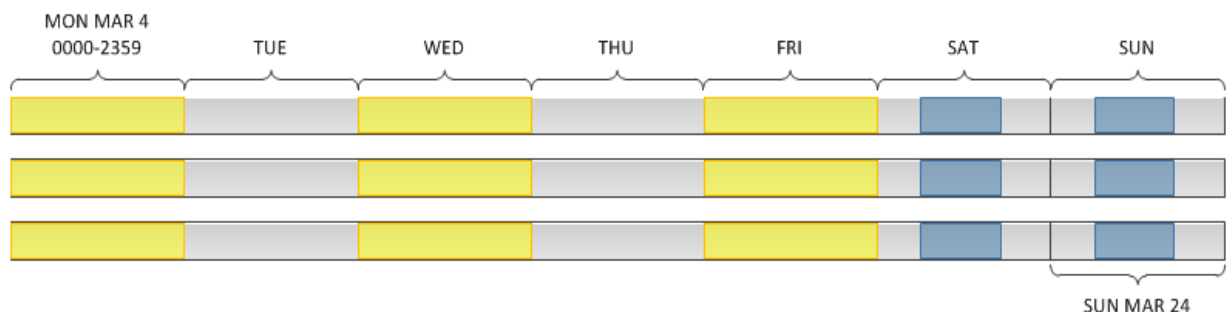 MON MAR 4
0000-2359
TUE
WED
THU
FRI
SAT
SUN
SUN MAR 24